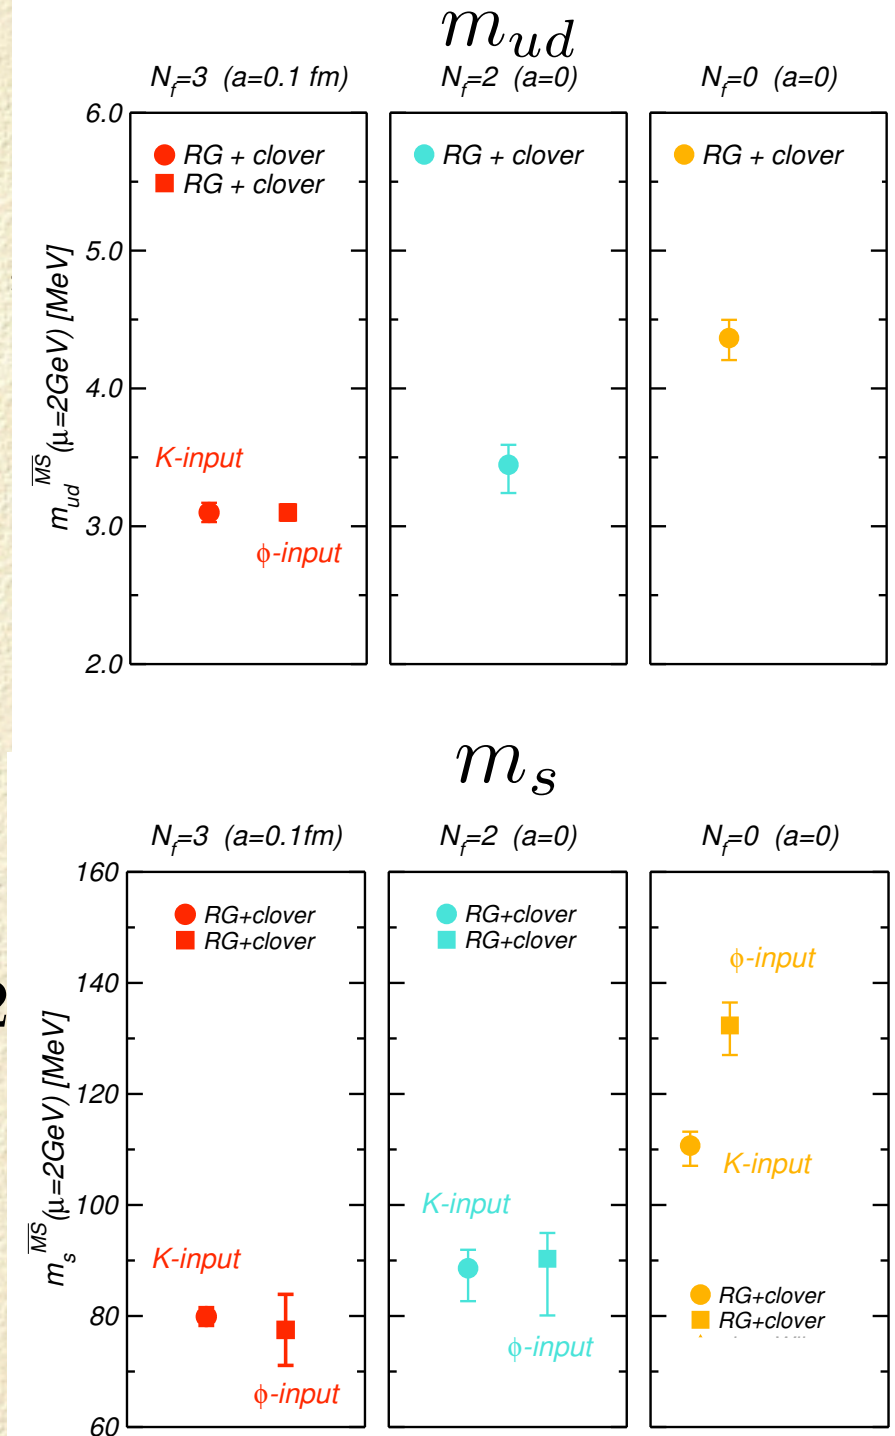 m_ud
N_f=3 (a=0.1 fm)
N_f=2 (a=0)
N_f=0 (a=0)
6.0
5.0
4.0
3.0
2.0
m_ud^MS̅(μ=2GeV) [MeV]
RG + clover
RG + clover
K-input
ϕ-input
RG + clover
RG + clover
m_s
N_f=3 (a=0.1fm)
N_f=2 (a=0)
N_f=0 (a=0)
160
140
120
100
80
60
m_s^MS̅(μ=2GeV) [MeV]
RG+clover
RG+clover
K-input
ϕ-input
RG+clover
RG+clover
K-input
ϕ-input
ϕ-input
K-input
RG+clover
RG+clover